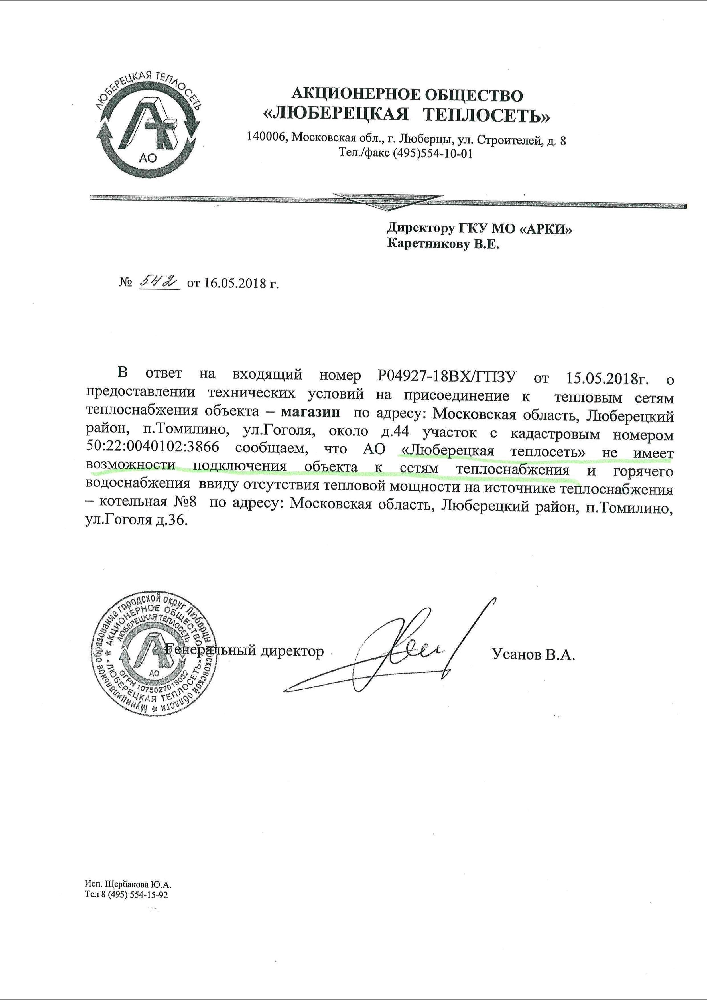 ЛЮБЕРЕЦКАЯ ТЕПЛОСЕТЬ
АО
АКЦИОНЕРНОЕ ОБЩЕСТВО
«ЛЮБЕРЕЦКАЯ ТЕПЛОСЕТЬ»
140006, Московская обл., г. Люберцы, ул. Строителей, д. 8
Тел./факс (495)554-10-01
Директору ГКУ МО «АРКИ»
Каретникову В.Е.
№ 542 от 16.05.2018 г.
В ответ на входящий номер Р04927-18ВХ/ГПЗУ от 15.05.2018г. о
предоставлении технических условий на присоединение к тепловым сетям
теплоснабжения объекта – магазин по адресу: Московская область, Люберецкий
район, п.Томилино, ул.Гоголя, около д.44 участок с кадастровым номером
50:22:0040102:3866 сообщаем, что АО «Люберецкая теплосеть» не имеет
возможности подключения объекта к сетям теплоснабжения и горячего
водоснабжения ввиду отсутствия тепловой мощности на источнике теплоснабжения
– котельная №8 по адресу: Московская область, Люберецкий район, п.Томилино,
ул.Гоголя д.36.
Муниципальное образование городской округ Люберцы Московской области *
* АКЦИОНЕРНОЕ ОБЩЕСТВО * «ЛЮБЕРЕЦКАЯ ТЕПЛОСЕТЬ»
ЛЮБЕРЕЦКАЯ ТЕПЛОСЕТЬ
АО
ОГРН 1075027018032
Генеральный директор Усанов В.А.
Исп. Щербакова Ю.А.
Тел 8 (495) 554-15-92